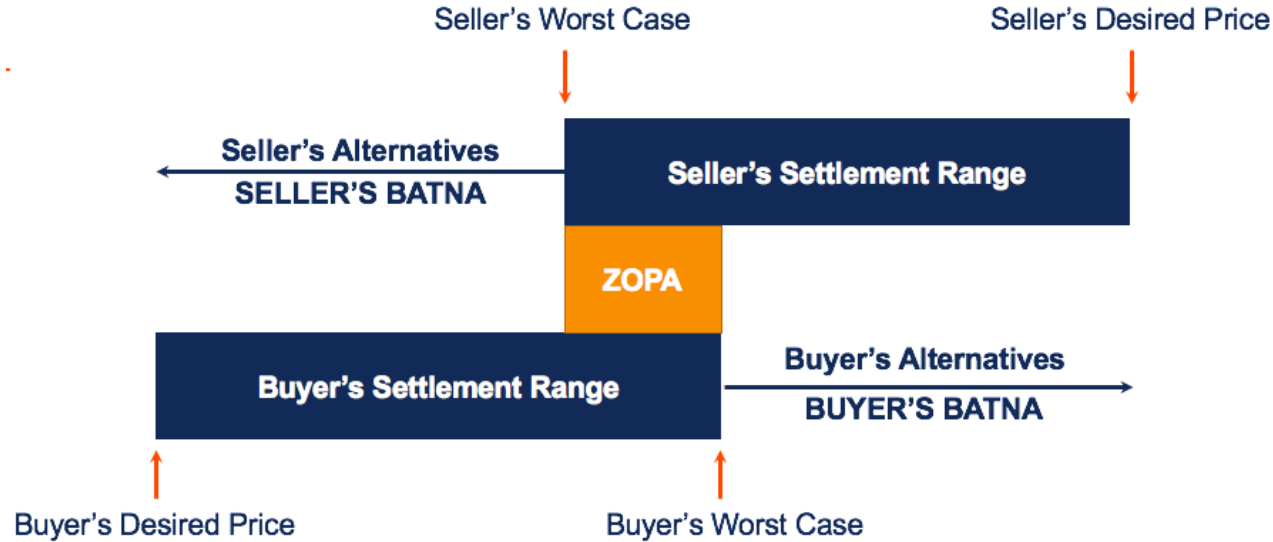 Seller’s Worst Case
Seller’s Desired Price
Seller’s Alternatives
SELLER’S BATNA
Seller’s Settlement Range
ZOPA
Buyer’s Settlement Range
Buyer’s Alternatives
BUYER’S BATNA
Buyer’s Desired Price
Buyer’s Worst Case